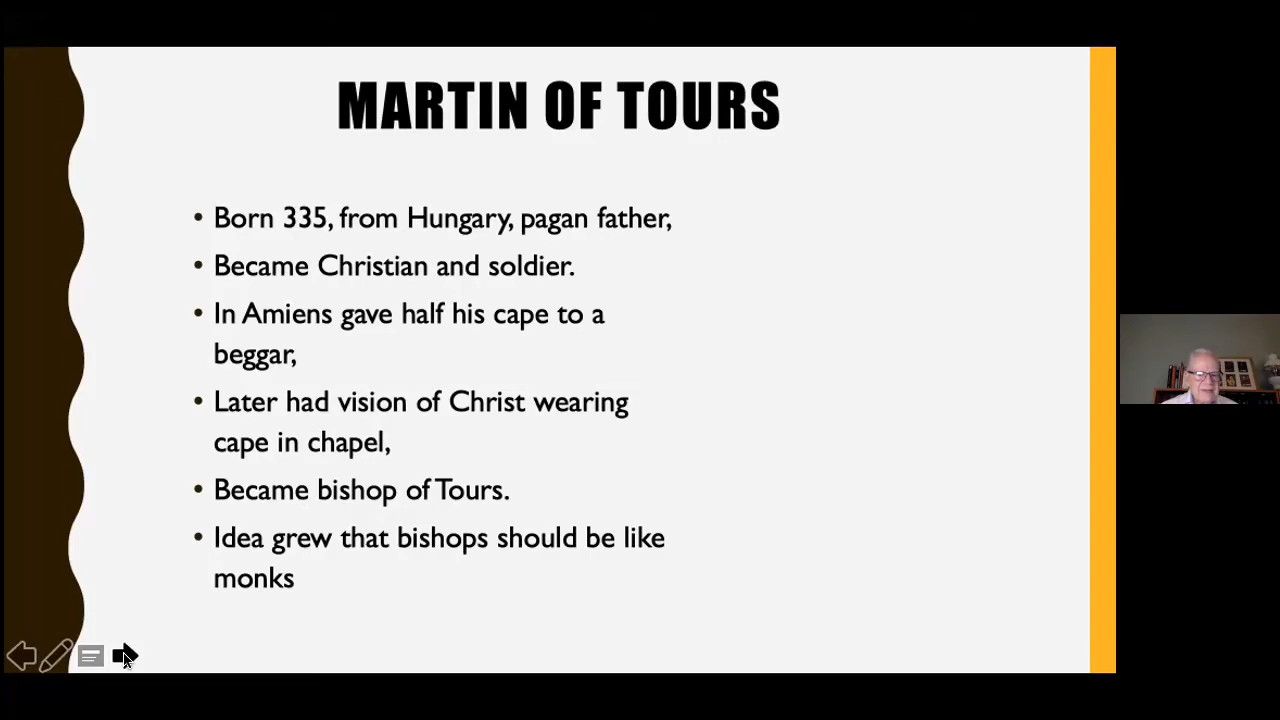 MARTIN OF TOURS
• Born 335, from Hungary, pagan father,
• Became Christian and soldier.
• In Amiens gave half his cape to a
beggar,
• Later had vision of Christ wearing
cape in chapel,
• Became bishop of Tours.
• Idea grew that bishops should be like
monks